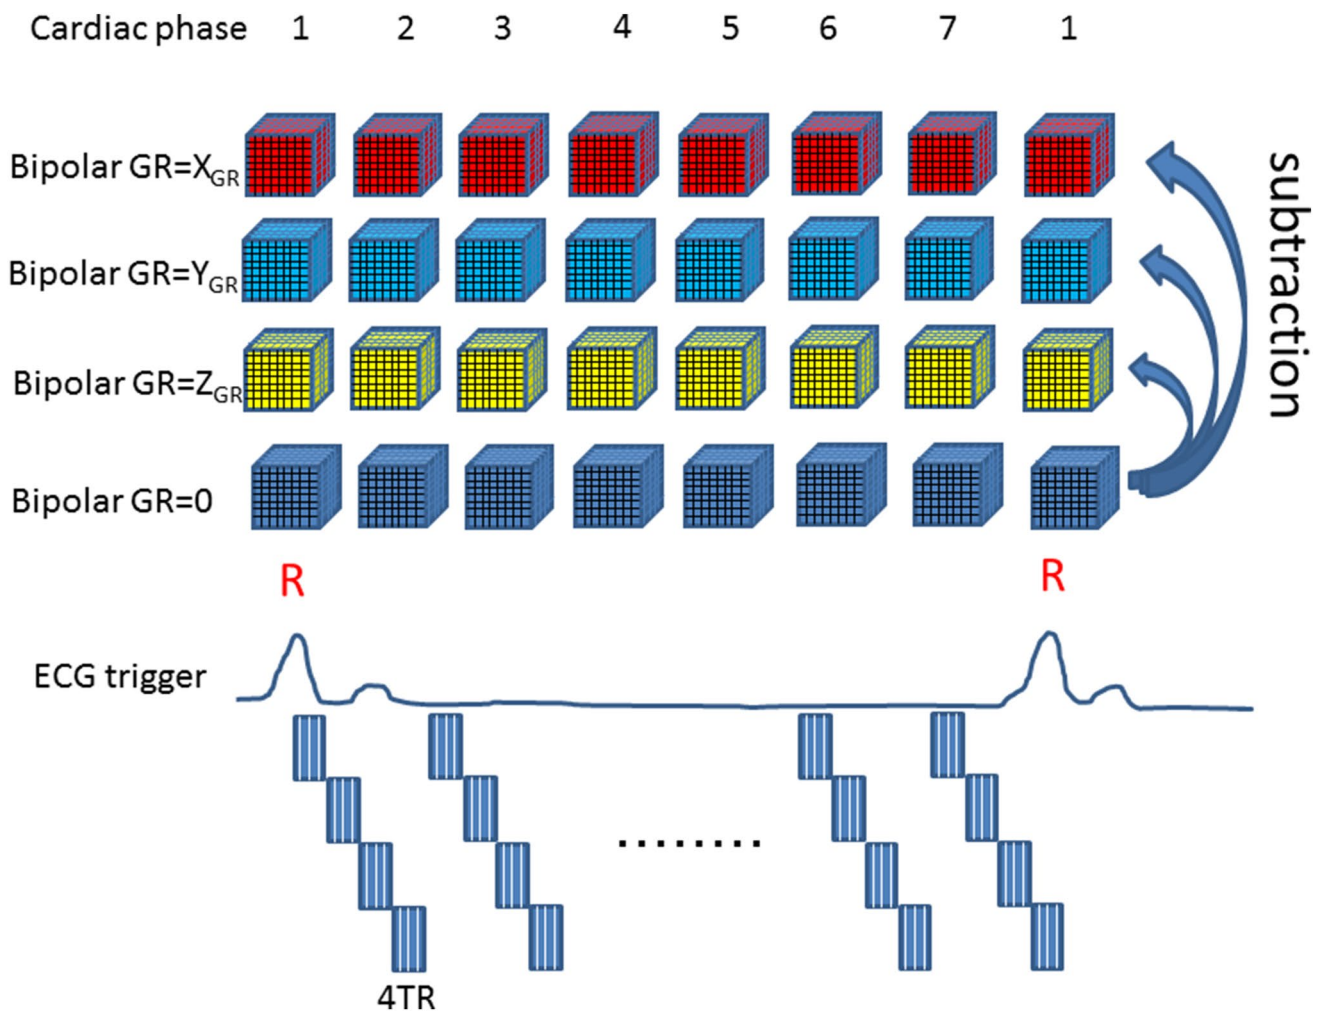 Cardiac phase 1 2 3 4 5 6 7 1
Bipolar GR=XGR
Bipolar GR=YGR
Bipolar GR=ZGR
Bipolar GR=0
subtraction
R R
ECG trigger
........
4TR